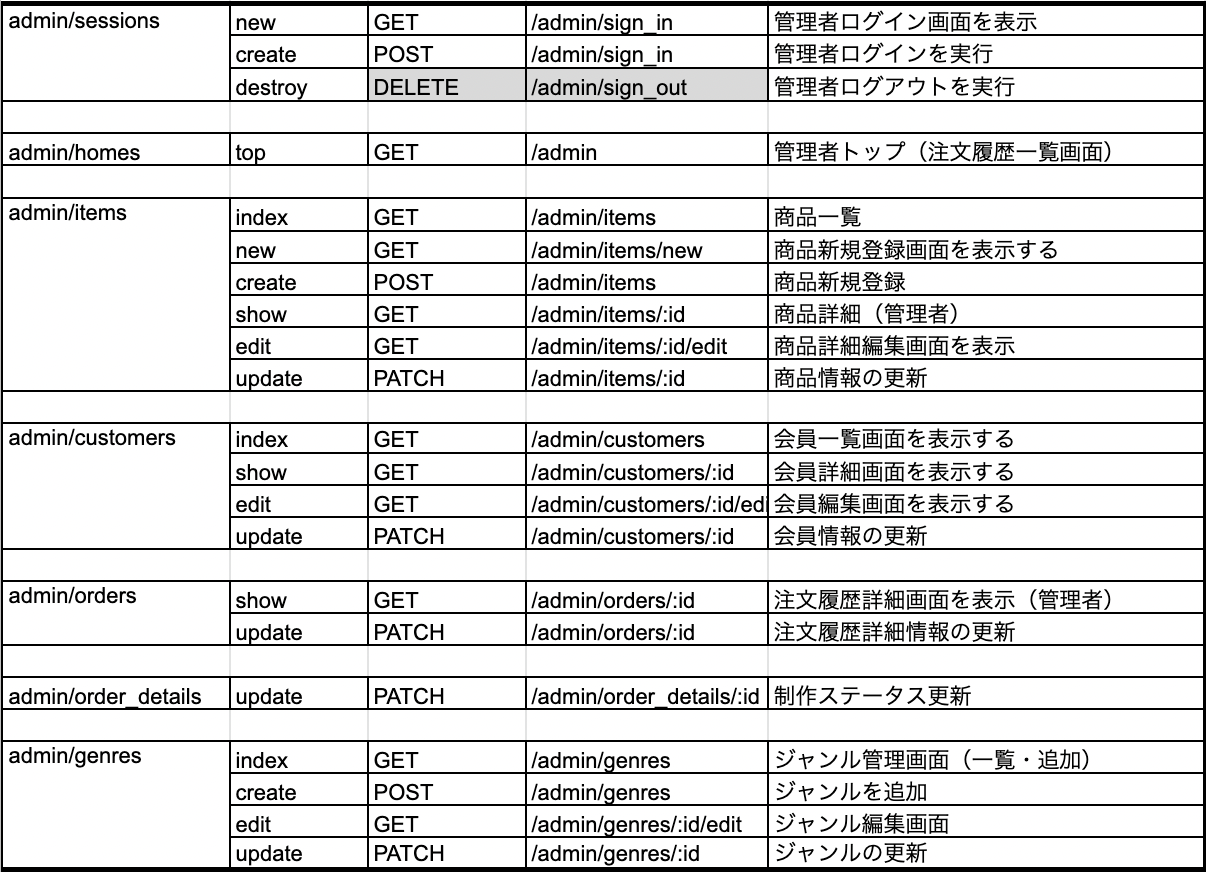 admin/sessions new GET /admin/sign_in 管理者ログイン画面を表示
create POST /admin/sign_in 管理者ログインを実行
destroy DELETE /admin/sign_out 管理者ログアウトを実行
admin/homes top GET /admin 管理者トップ（注文履歴一覧画面）
admin/items index GET /admin/items 商品一覧
new GET /admin/items/new 商品新規登録画面を表示する
create POST /admin/items 商品新規登録
show GET /admin/items/:id 商品詳細（管理者）
edit GET /admin/items/:id/edit 商品詳細編集画面を表示
update PATCH /admin/items/:id 商品情報の更新
admin/customers index GET /admin/customers 会員一覧画面を表示する
show GET /admin/customers/:id 会員詳細画面を表示する
edit GET /admin/customers/:id/edi 会員編集画面を表示する
update PATCH /admin/customers/:id 会員情報の更新
admin/orders show GET /admin/orders/:id 注文履歴詳細画面を表示（管理者）
update PATCH /admin/orders/:id 注文履歴詳細情報の更新
admin/order_details update PATCH /admin/order_details/:id 制作ステータス更新
admin/genres index GET /admin/genres ジャンル管理画面（一覧・追加）
create POST /admin/genres ジャンルを追加
edit GET /admin/genres/:id/edit ジャンル編集画面
update PATCH /admin/genres/:id ジャンルの更新